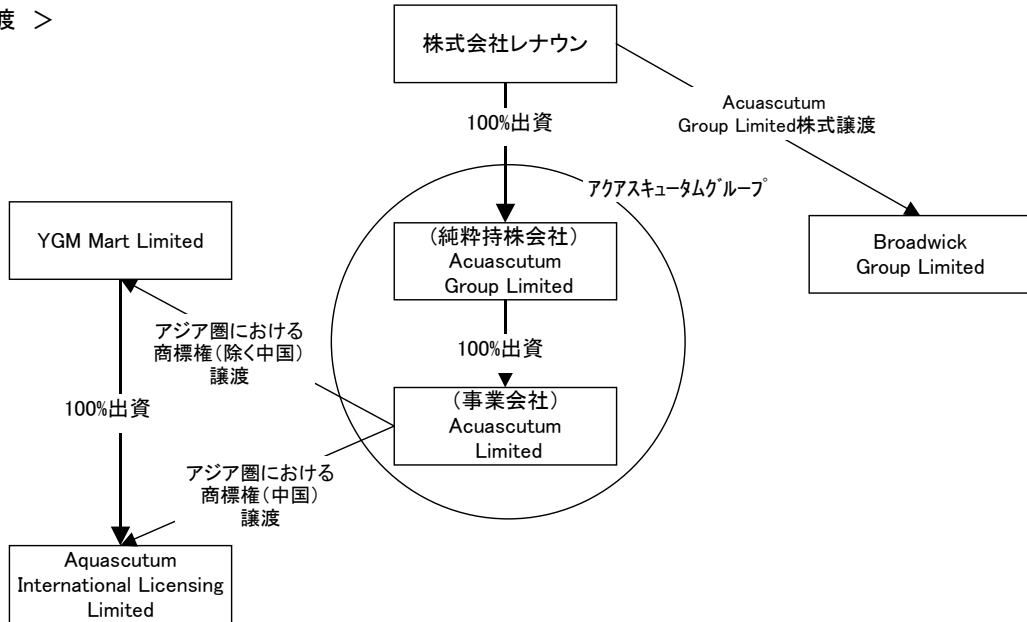 渡 ＞
株式会社レナウン
100%出資
Acuascutum
Group Limited株式譲渡
アクアスキュータムグループ
YGM Mart Limited
（純粋持株会社）
Acuascutum
Group Limited
Broadwick
Group Limited
アジア圏における
商標権（除く中国）
譲渡
100%出資
100%出資
（事業会社）
Acuascutum
Limited
アジア圏における
商標権（中国）
譲渡
Aquascutum
International Licensing
Limited